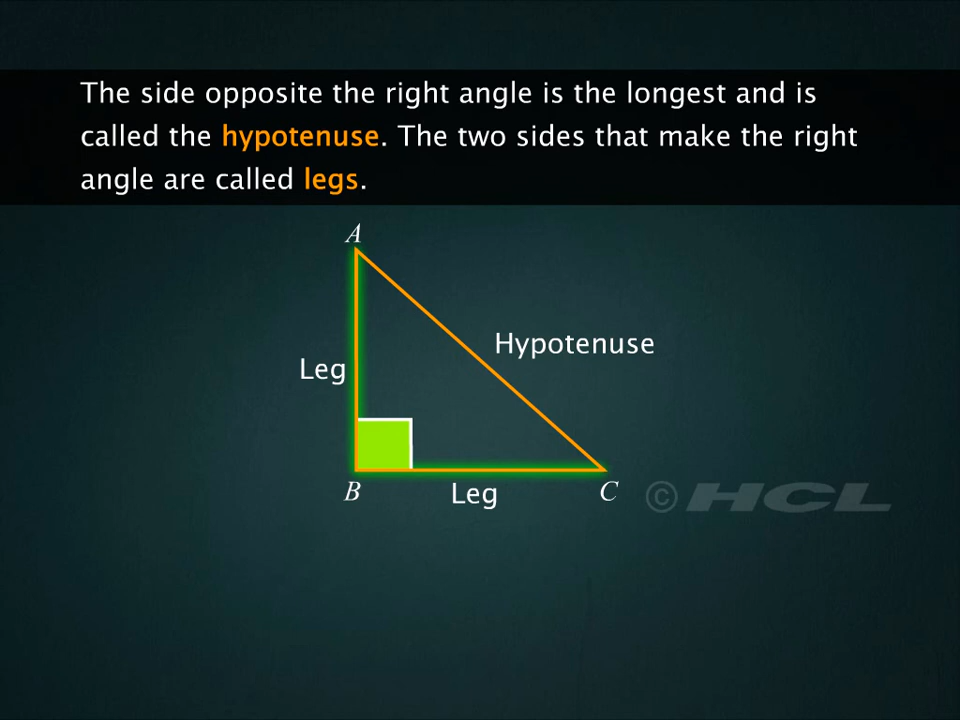 The side opposite the right angle is the longest and is
called the hypotenuse. The two sides that make the right
angle are called legs.
A
Hypotenuse
Leg
B
Leg
C
©HCL